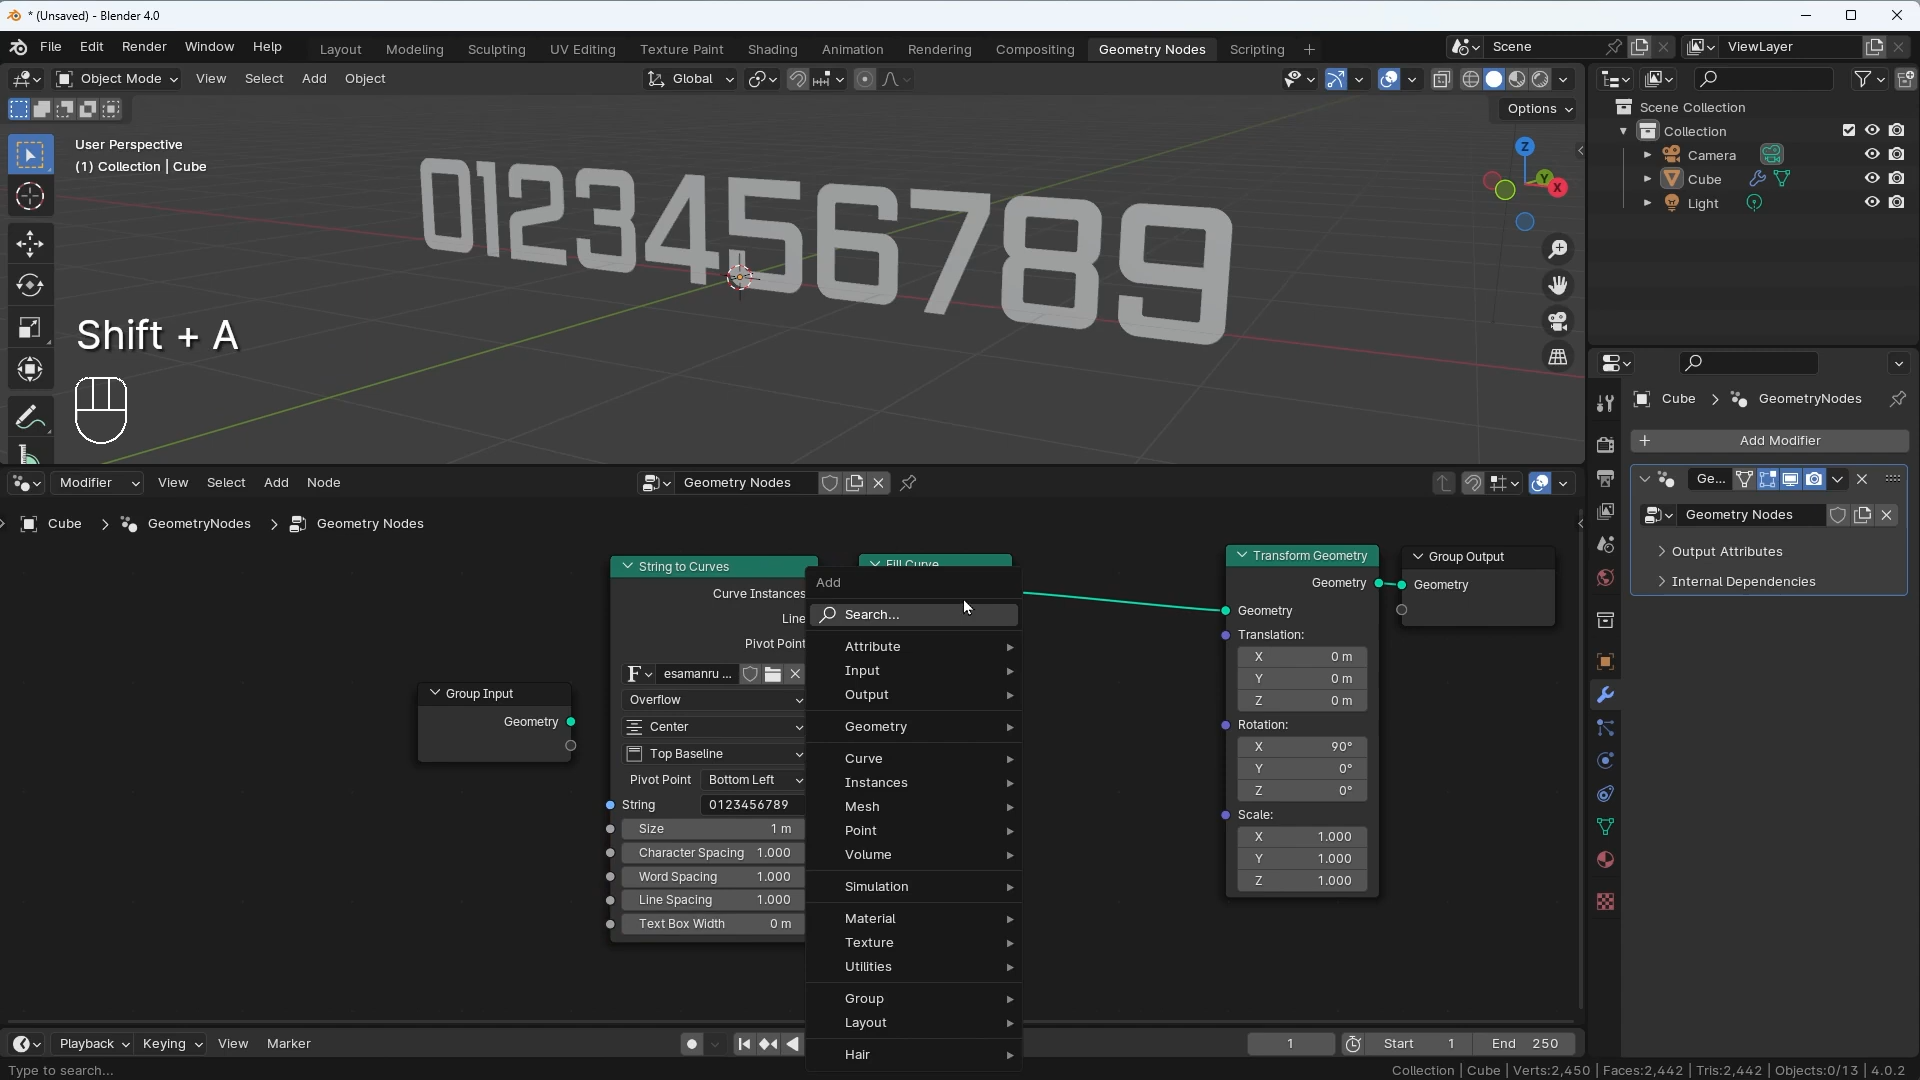 * (Unsaved) - Blender 4.0
File Edit Render Window Help
Layout Modeling Sculpting UV Editing Texture Paint Shading Animation Rendering Compositing Geometry Nodes Scripting +
Scene
ViewLayer
Object Mode View Select Add Object
Global
Options
User Perspective
(1) Collection | Cube
0123456789
Z
Y
X
Shift + A
Scene Collection
Collection
Camera
Cube
Light
Modifier View Select Add Node
Geometry Nodes
Cube > GeometryNodes > Geometry Nodes
String to Curves
Curve Instances
Line
Pivot Point
F esamanru ...
Overflow
Center
Top Baseline
Pivot Point Bottom Left
String 0123456789
Size 1 m
Character Spacing 1.000
Word Spacing 1.000
Line Spacing 1.000
Text Box Width 0 m
Group Input
Geometry
Fill Curve
Add
Search...
Attribute
Input
Output
Geometry
Curve
Instances
Mesh
Point
Volume
Simulation
Material
Texture
Utilities
Group
Layout
Hair
Transform Geometry
Geometry
Geometry
Translation:
X 0 m
Y 0 m
Z 0 m
Rotation:
X 90°
Y 0°
Z 0°
Scale:
X 1.000
Y 1.000
Z 1.000
Group Output
Geometry
Cube > GeometryNodes
+ Add Modifier
Ge...
Geometry Nodes
Output Attributes
Internal Dependencies
Playback Keying View Marker
1
Start 1
End 250
Type to search...
Collection | Cube | Verts:2,450 | Faces:2,442 | Tris:2,442 | Objects:0/13 | 4.0.2